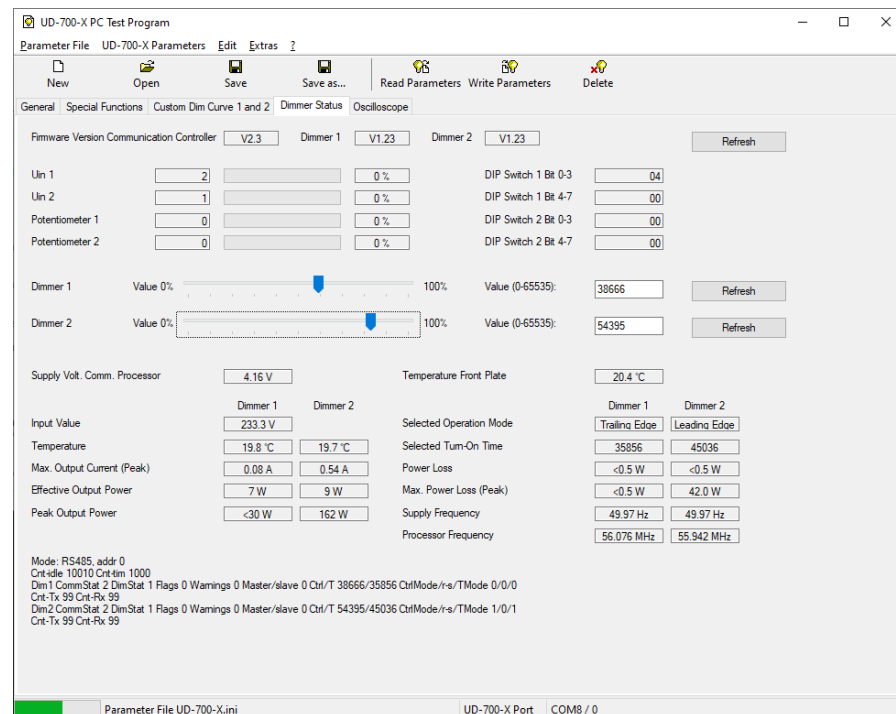 UD-700-X PC Test Program
Parameter File UD-700-X Parameters Edit Extras ?
New Open Save Save as... Read Parameters Write Parameters Delete
General Special Functions Custom Dim Curve 1 and 2 Dimmer Status Oscilloscope
Firmware Version Communication Controller V2.3 Dimmer 1 V1.23 Dimmer 2 V1.23 Refresh
Uin 1 2 0 % DIP Switch 1 Bit 0-3 04
Uin 2 1 0 % DIP Switch 1 Bit 4-7 00
Potentiometer 1 0 0 % DIP Switch 2 Bit 0-3 00
Potentiometer 2 0 0 % DIP Switch 2 Bit 4-7 00
Dimmer 1 Value 0% 100% Value (0-65535): 38666 Refresh
Dimmer 2 Value 0% 100% Value (0-65535): 54395 Refresh
Supply Volt. Comm. Processor 4.16 V Temperature Front Plate 20.4 °C
Dimmer 1 Dimmer 2 Dimmer 1 Dimmer 2
Input Value 233.3 V Selected Operation Mode Trailing Edge Leading Edge
Temperature 19.8 °C 19.7 °C Selected Turn-On Time 35856 45036
Max. Output Current (Peak) 0.08 A 0.54 A Power Loss <0.5 W <0.5 W
Effective Output Power 7 W 9 W Max. Power Loss (Peak) <0.5 W 42.0 W
Peak Output Power <30 W 162 W Supply Frequency 49.97 Hz 49.97 Hz
Processor Frequency 56.076 MHz 55.942 MHz
Mode: RS485, addr 0
Cnt-idle 10010 Cnt-tim 1000
Dim1 CommStat 2 DimStat 1 Flags 0 Warnings 0 Master/slave 0 Ctrl/T 38666/35856 CtrlMode/r-s/TMode 0/0/0
Cnt-Tx 99 Cnt-Rx 99
Dim2 CommStat 2 DimStat 1 Flags 0 Warnings 0 Master/slave 0 Ctrl/T 54395/45036 CtrlMode/r-s/TMode 1/0/1
Cnt-Tx 99 Cnt-Rx 99
Parameter File UD-700-X.ini UD-700-X Port COM8 / 0